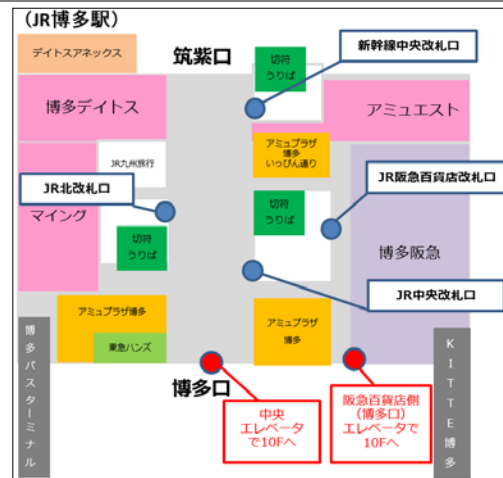 (JR博多駅)
デイトスアネックス
筑紫口
切符
うりば
新幹線中央改札口
博多デイトス
アミュエスト
アミュプラザ
博多
いっぴん通り
JR九州旅行
JR北改札口
マイング
切符
うりば
切符
うりば
JR阪急百貨店改札口
博多阪急
JR中央改札口
アミュプラザ博多
東急ハンズ
アミュプラザ
博多
博多バスターミナル
博多口
KITTE博多
中央
エレベータ
で10Fへ
阪急百貨店側
(博多口)
エレベータで
10Fへ